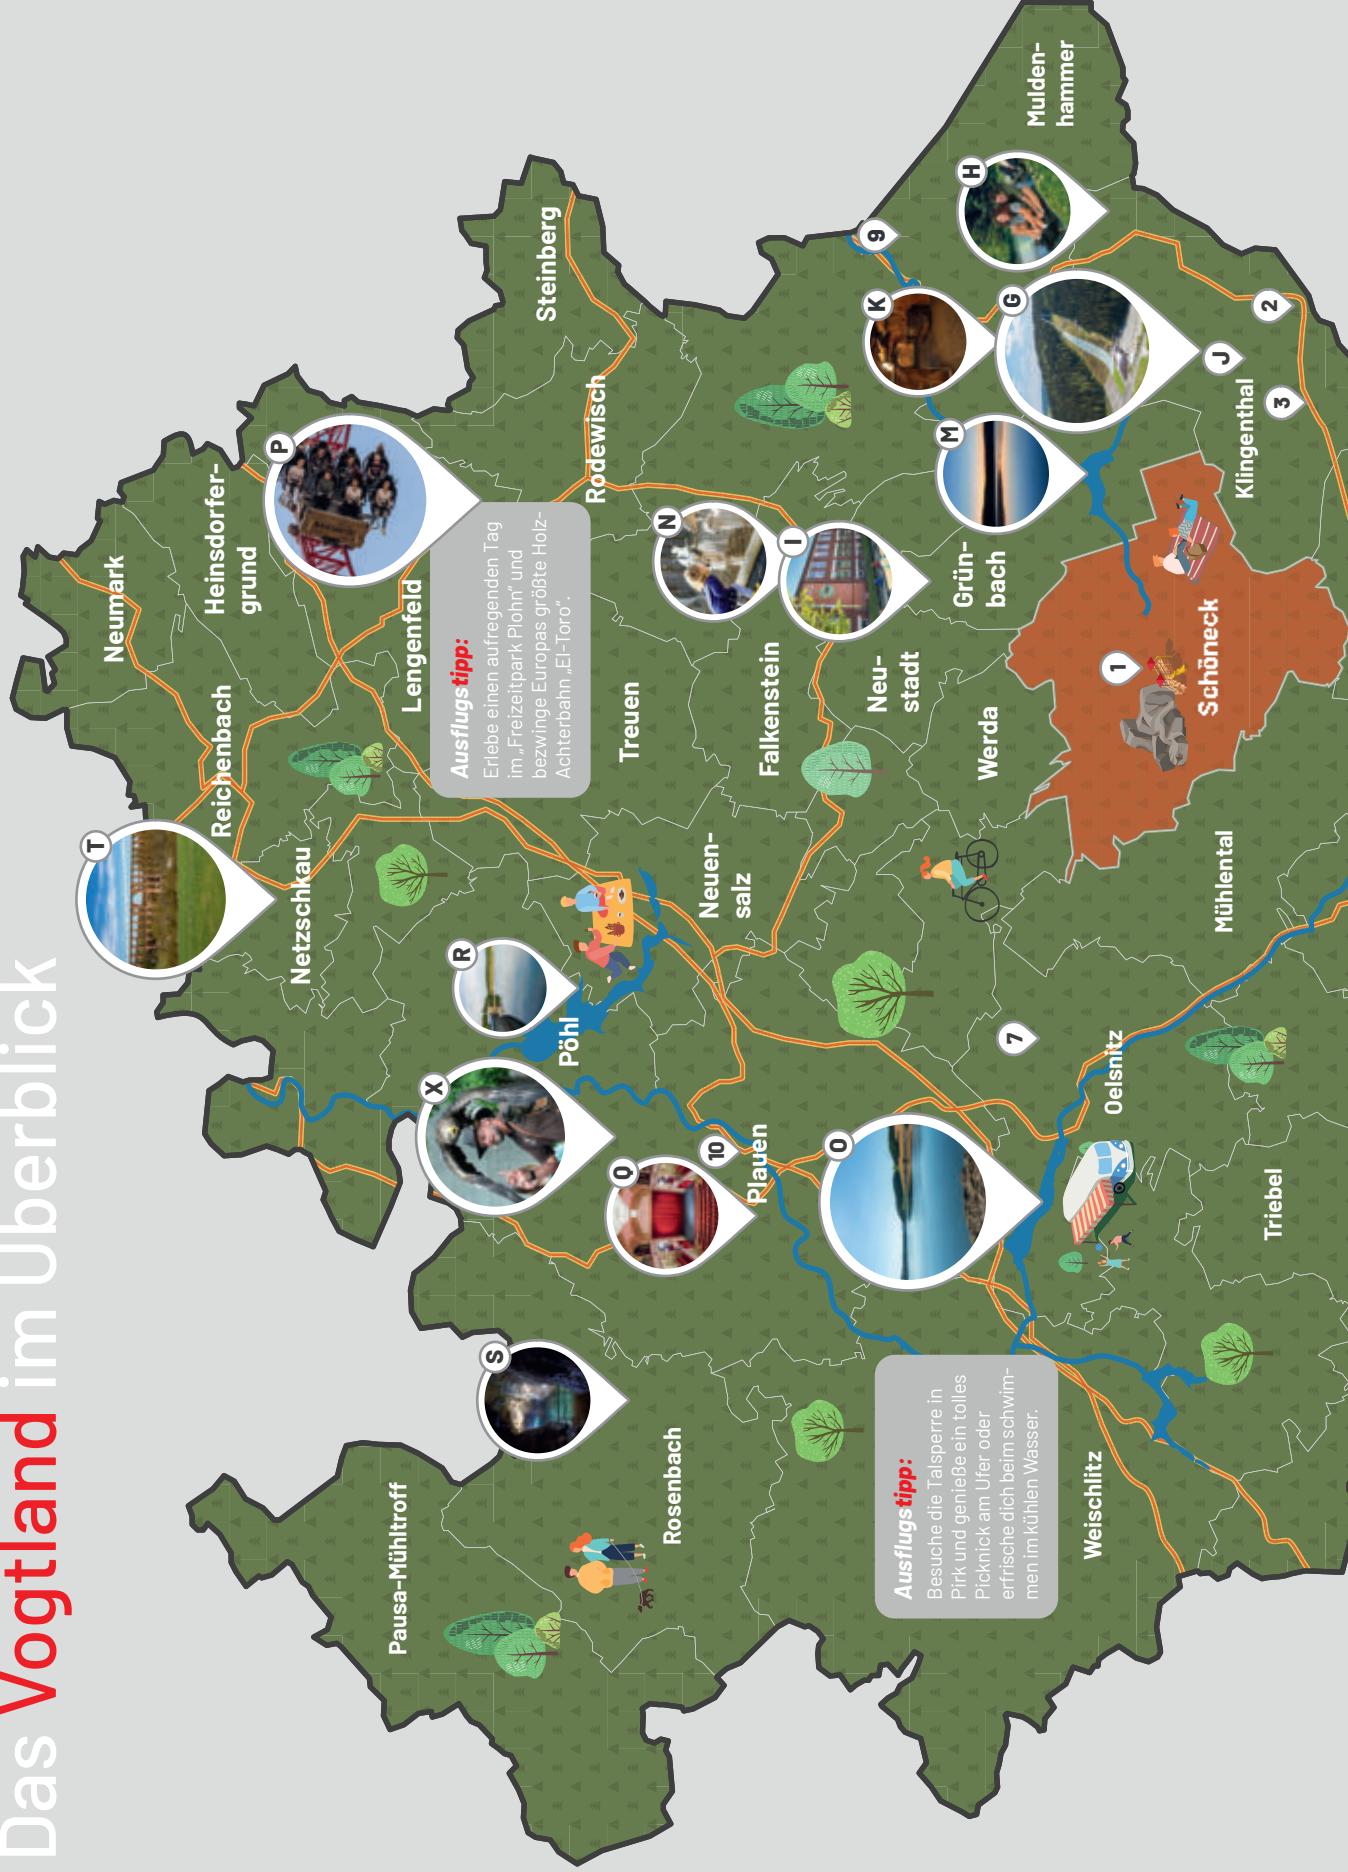 Das Vogtland im Überblick
T
Neumark
Heinsdorfer-
grund
Reichenbach
Netzschkau
P
Lengenfeld
Steinberg
Rodewisch
Ausflugstipp:
Erlebe einen aufregenden Tag
im „Freizeitpark Plohn“ und
bezwinge Europas größte Holz-
Achterbahn „El-Toro“.
Treuen
R
Pöhl
X
Neuen-
salz
N
I
Falkenstein
Neu-
stadt
Grün-
bach
Werda
M
K
9
H
G
Mulden-
hammer
J
2
3
Klingenthal
1
Schöneck
Mühlental
S
Q
10
Plauen
O
7
Oelsnitz
Triebel
Pausa-Mühltroff
Rosenbach
Ausflugstipp:
Besuche die Talsperre in
Pirk und genieße ein tolles
Picknick am Ufer oder
erfrische dich beim schwim-
men im kühlen Wasser.
Weischlitz